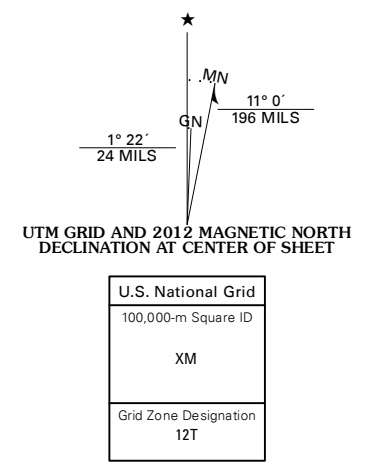 ★
MN
11° 0´
196 MILS
GN
1° 22´
24 MILS
UTM GRID AND 2012 MAGNETIC NORTH
DECLINATION AT CENTER OF SHEET
U.S. National Grid
100,000-m Square ID
XM
Grid Zone Designation
12T